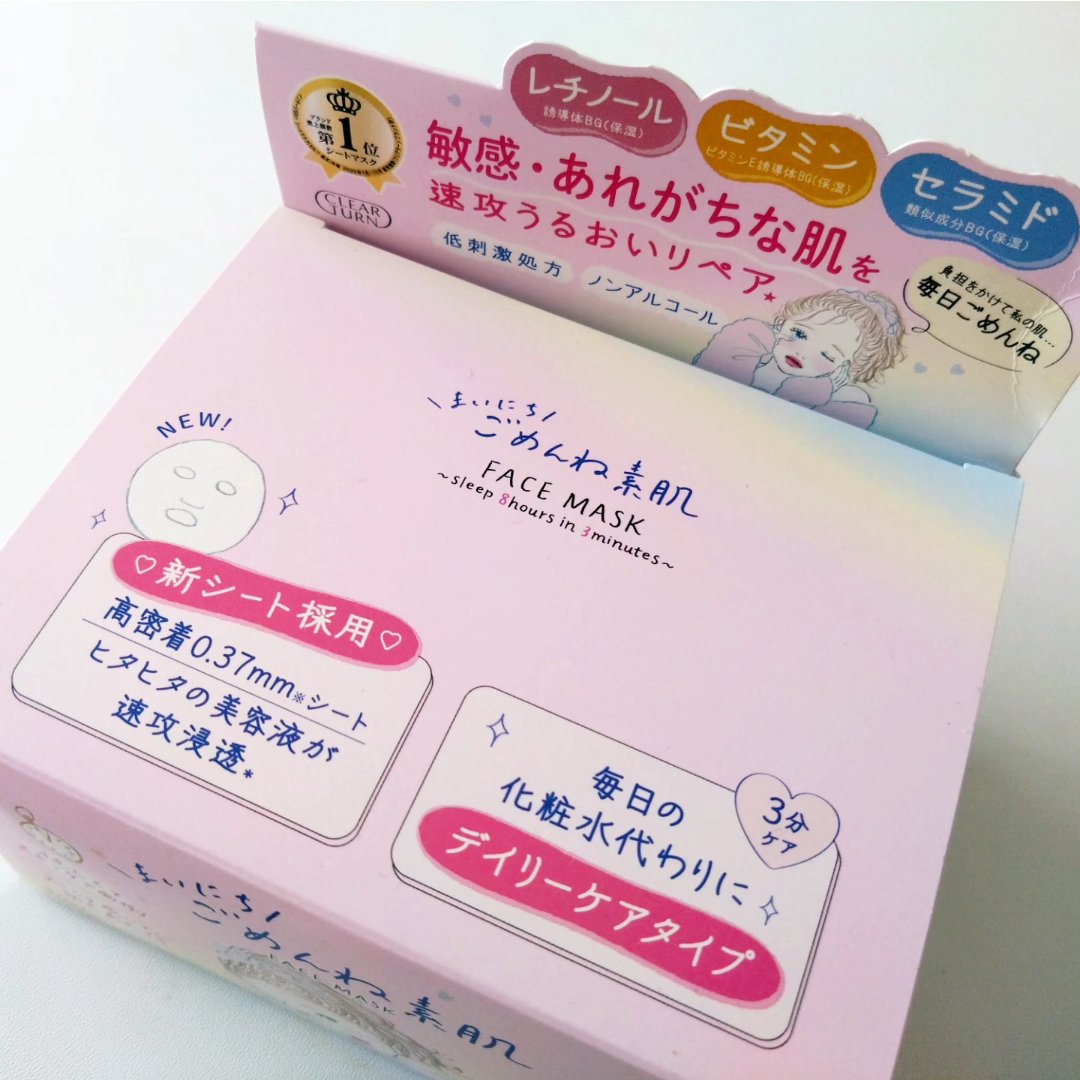 レチノール
誘導体BG(保湿)
ビタミン
ビタミンE誘導体BG(保湿)
セラミド
類似成分BG(保湿)
ブランド
売上個数
第1位
シートマスク
CLEAR
TURN
敏感・あれがちな肌を
速攻うるおいリペア*
低刺激処方
ノンアルコール
負担をかけて私の肌…
毎日ごめんね
\まいにち/
ごめんね素肌
FACE MASK
~sleep 8hours in 3minutes~
NEW!
♡新シート採用♡
高密着0.37mm※シート
ヒタヒタの美容液が
速攻浸透*
毎日の
化粧水代わりに
3分
ケア
デイリーケアタイプ
\まいにち/
ごめんね素肌
FACE MASK